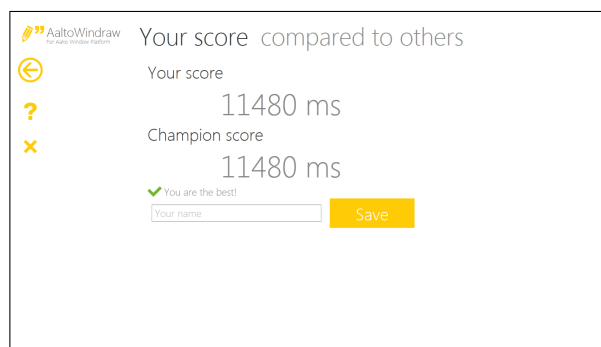 AaltoWindraw
For Aalto Window Platform
Your score compared to others
Your score
11480 ms
Champion score
11480 ms
You are the best!
Your name
Save